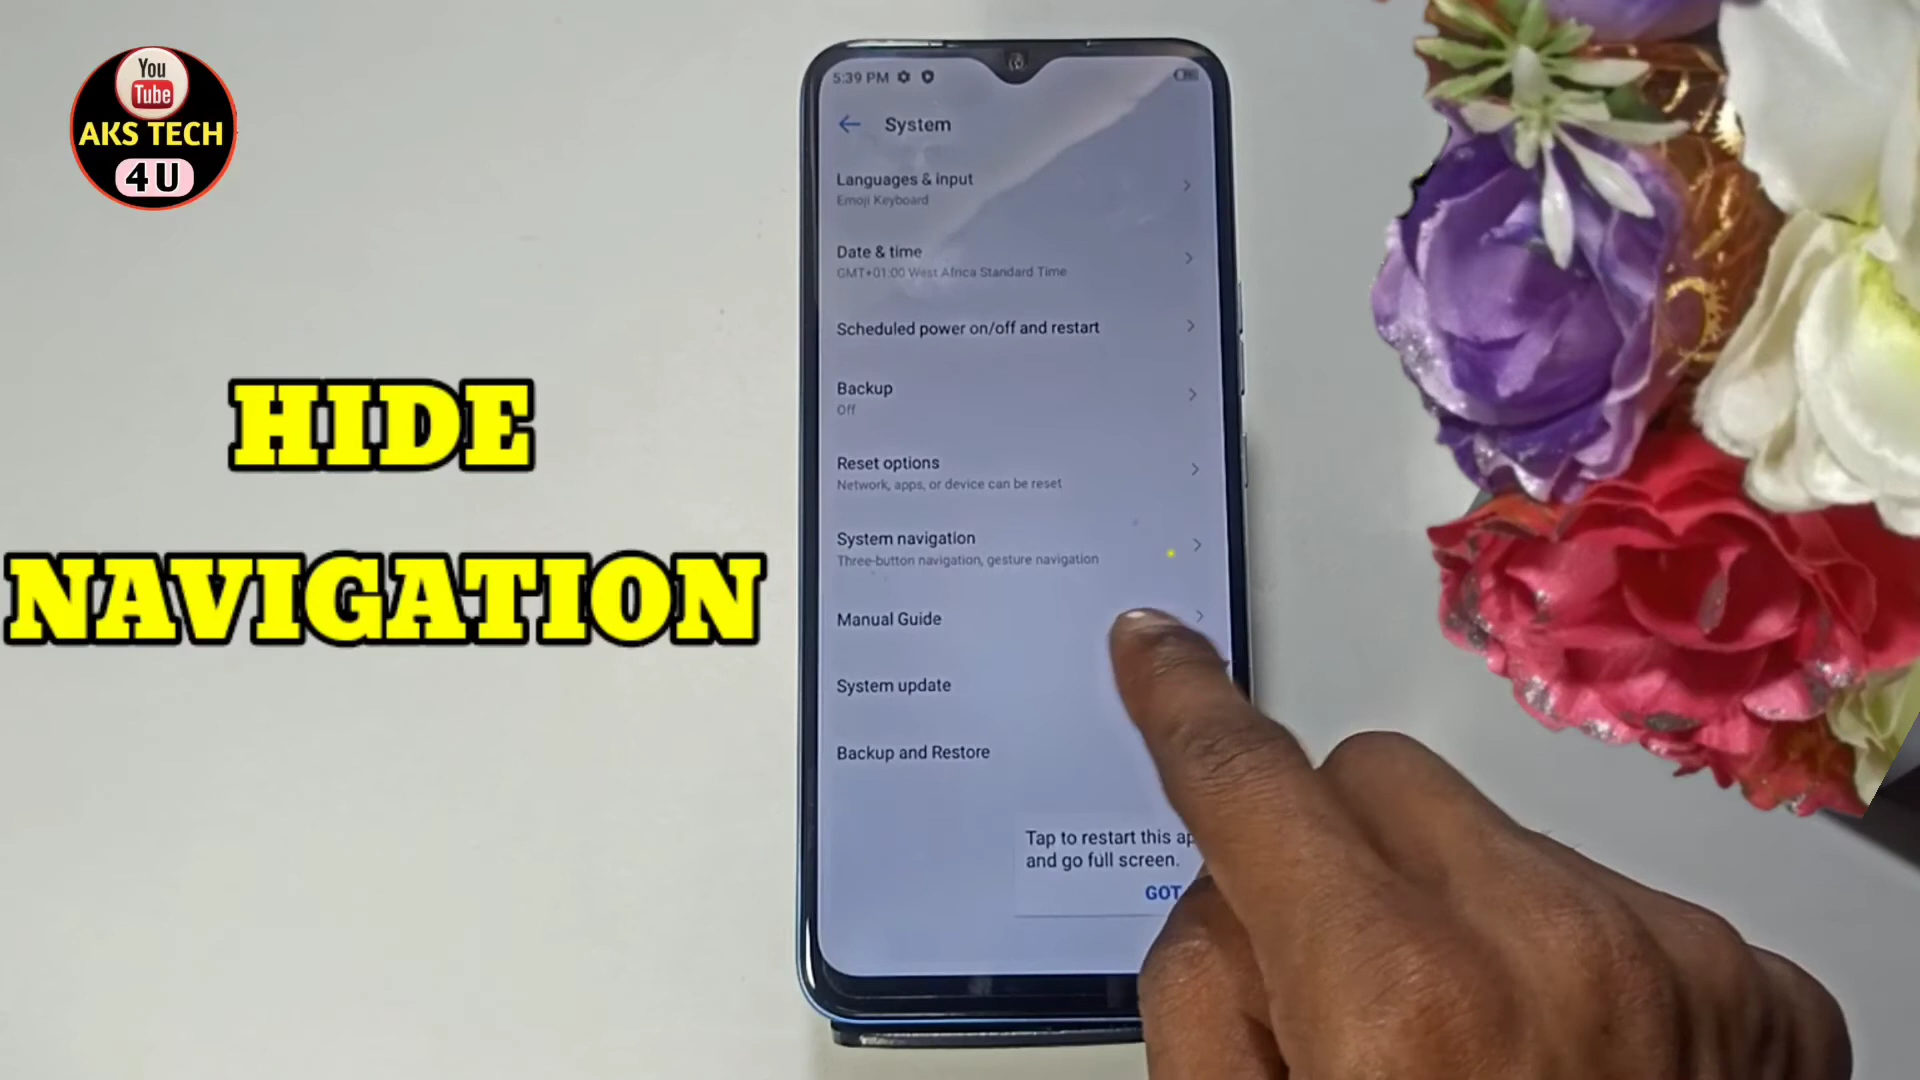 You
Tube
AKS TECH
4 U
HIDE
NAVIGATION
5:39 PM
System
Languages & input
Emoji Keyboard
Date & time
GMT+01:00 West Africa Standard Time
Scheduled power on/off and restart
Backup
Off
Reset options
Network, apps, or device can be reset
System navigation
Three-button navigation, gesture navigation
Manual Guide
System update
Backup and Restore
Tap to restart this
and go full screen.
GOT